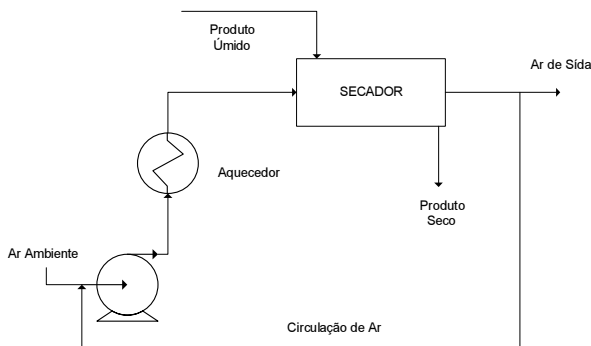 Produto
Úmido
Ar de Sída
SECADOR
Aquecedor
Produto
Seco
Ar Ambiente
Circulação de Ar